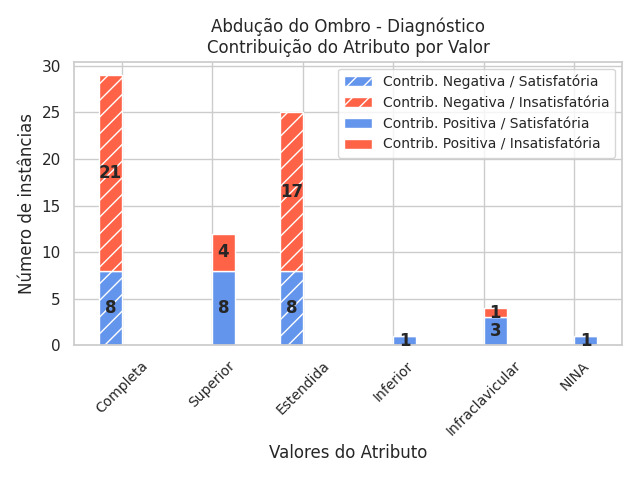 Abdução do Ombro - Diagnóstico
Contribuição do Atributo por Valor
Número de instâncias
30
25
20
15
10
5
0
Contrib. Negativa / Satisfatória
Contrib. Negativa / Insatisfatória
Contrib. Positiva / Satisfatória
Contrib. Positiva / Insatisfatória
21
8
4
8
17
8
1
1
3
1
Completa
Superior
Estendida
Inferior
Infraclavicular
NINA
Valores do Atributo